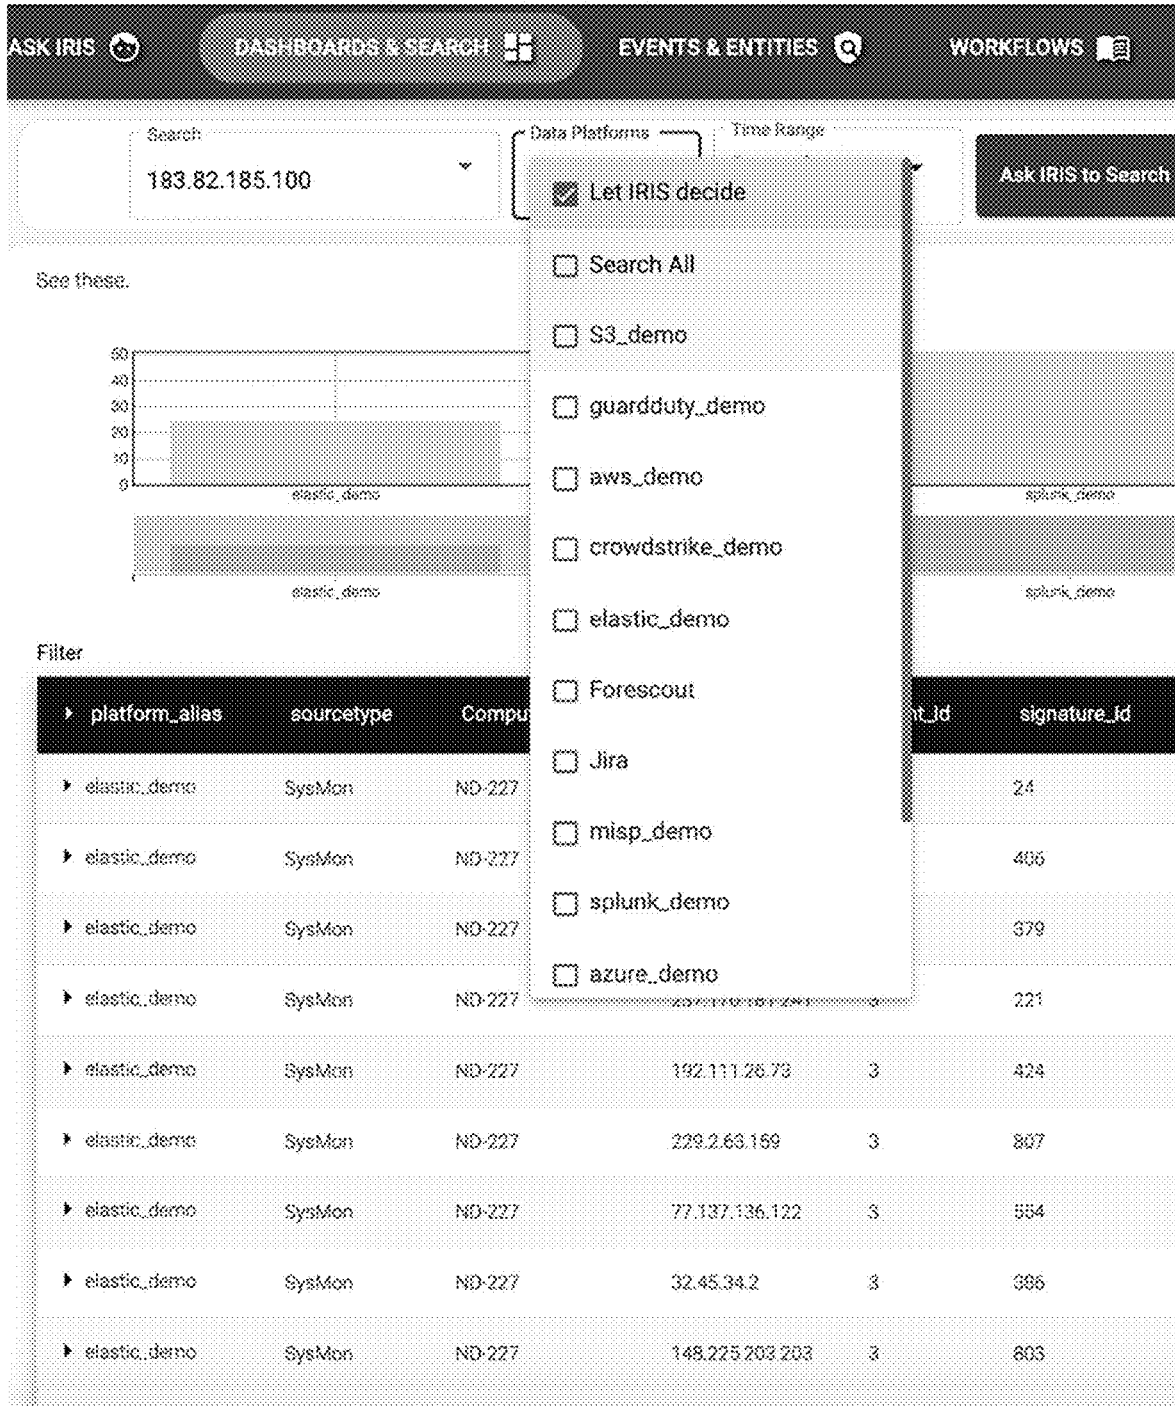 ASK IRIS DASHBOARDS & SEARCH EVENTS & ENTITIES WORKFLOWS
Search Data Platforms Time Range
183.82.185.100
Ask IRIS to Search
Let IRIS decide
Search All
S3_demo
guardduty_demo
aws_demo
crowdstrike_demo
elastic_demo
Forescout
Jira
misp_demo
splunk_demo
azure_demo
See these.
50
40
30
20
10
0
elastic_demo splunk_demo
elastic_demo splunk_demo
Filter
platform_alias sourcetype Compu nt_id signature_id
elastic_demo SysMon ND-227 24
elastic_demo SysMon ND-227 406
elastic_demo SysMon ND-227 379
elastic_demo SysMon ND-227 221
elastic_demo SysMon ND-227 192.111.26.73 3 424
elastic_demo SysMon ND-227 229.2.63.159 3 807
elastic_demo SysMon ND-227 77.137.136.122 3 554
elastic_demo SysMon ND-227 32.45.34.2 3
elastic_demo SysMon ND-227 148.225.203.203 3 603